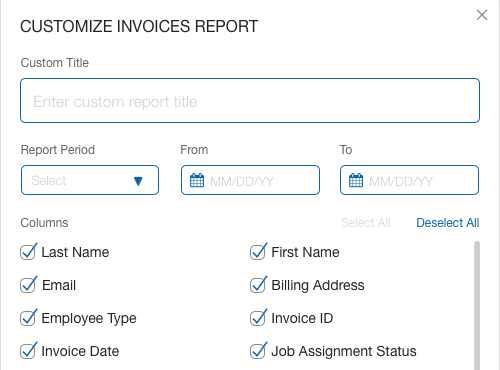 CUSTOMIZE INVOICES REPORT
Custom Title
Enter custom report title
Report Period From To
Select MM/DD/YY MM/DD/YY
Columns Select All Deselect All
Last Name First Name
Email Billing Address
Employee Type Invoice ID
Invoice Date Job Assignment Status